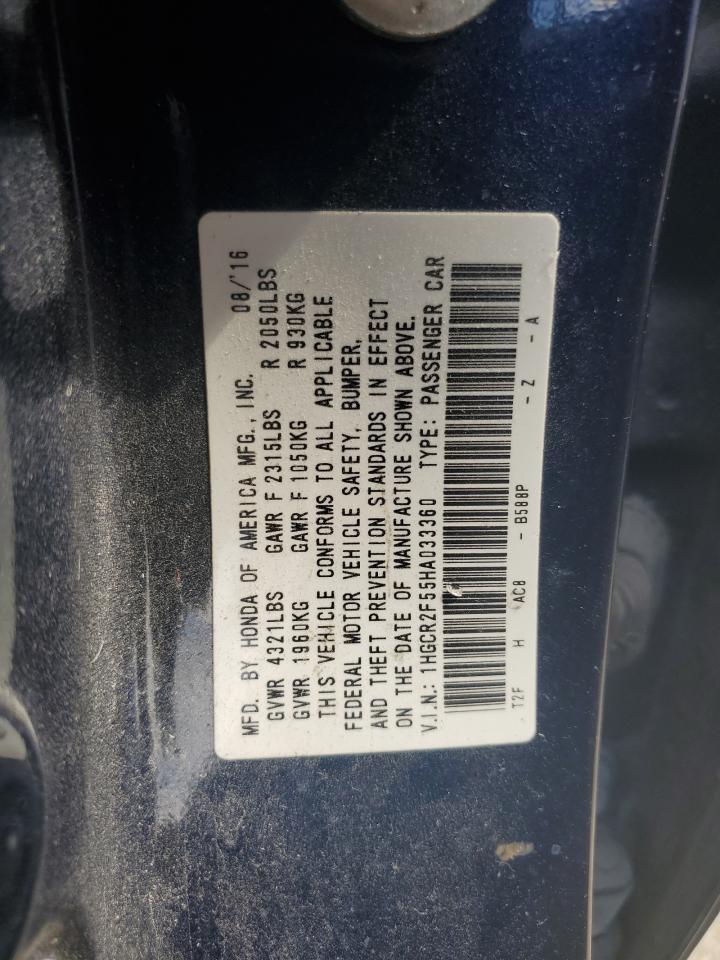 MFD. BY HONDA OF AMERICA MFG., INC. 08/'16
GVWR 4321LBS GAWR F 2315LBS R 2050LBS
GVWR 1960KG GAWR F 1050KG R 930KG
THIS VEHICLE CONFORMS TO ALL APPLICABLE
FEDERAL MOTOR VEHICLE SAFETY, BUMPER,
AND THEFT PREVENTION STANDARDS IN EFFECT
ON THE DATE OF MANUFACTURE SHOWN ABOVE.
V.I.N.: 1HGCR2F55HA033360 TYPE: PASSENGER CAR
T2F H AC8 - B588P - Z - A